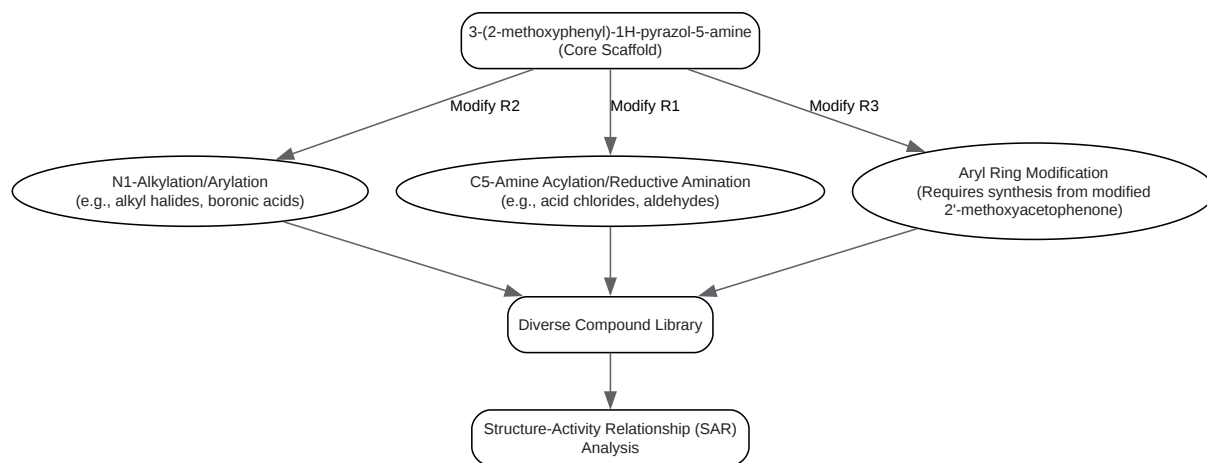 3-(2-methoxyphenyl)-1H-pyrazol-5-amine
(Core Scaffold)
Modify R2
Modify R1
Modify R3
N1-Alkylation/Arylation
(e.g., alkyl halides, boronic acids)
C5-Amine Acylation/Reductive Amination
(e.g., acid chlorides, aldehydes)
Aryl Ring Modification
(Requires synthesis from modified
2'-methoxyacetophenone)
Diverse Compound Library
Structure-Activity Relationship (SAR)
Analysis